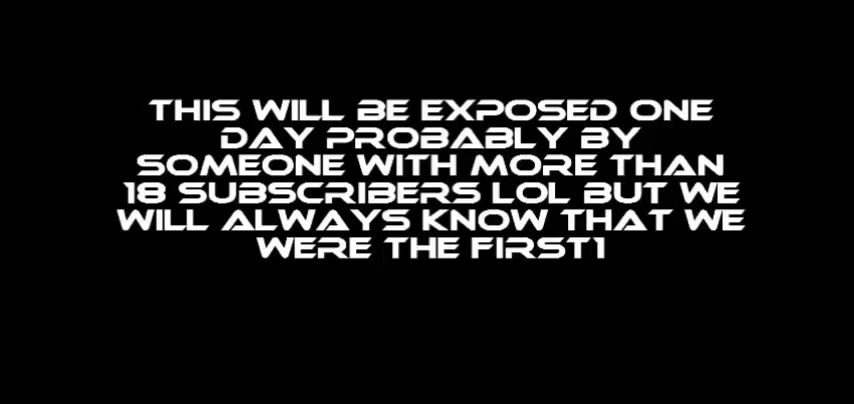 THIS WILL BE EXPOSED ONE
DAY PROBABLY BY
SOMEONE WITH MORE THAN
18 SUBSCRIBERS LOL BUT WE
WILL ALWAYS KNOW THAT WE
WERE THE FIRST1